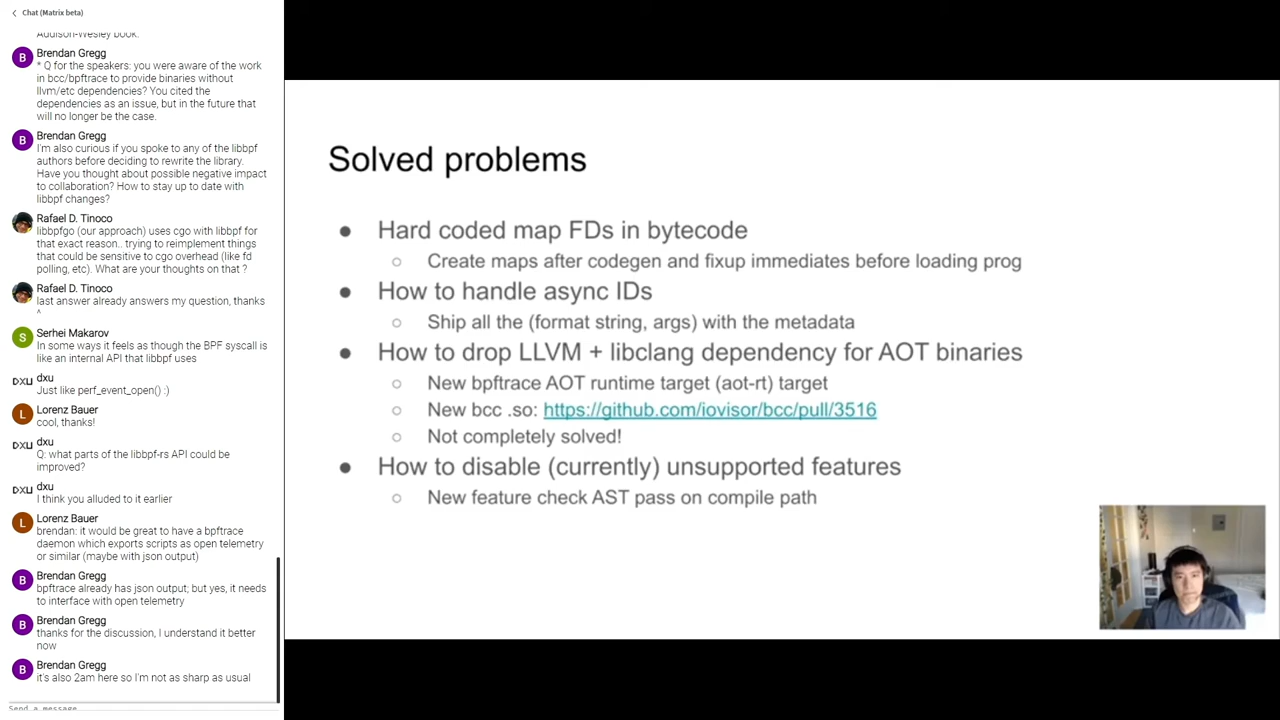 Chat (Matrix beta)
Addison-Wesley book.
Brendan Gregg
* Q for the speakers: you were aware of the work
in bcc/bpftrace to provide binaries without
llvm/etc dependencies? You cited the
dependencies as an issue, but in the future that
will no longer be the case.
Brendan Gregg
I'm also curious if you spoke to any of the libbpf
authors before deciding to rewrite the library.
Have you thought about possible negative impact
to collaboration? How to stay up to date with
libbpf changes?
Rafael D. Tinoco
libbpfgo (our approach) uses cgo with libbpf for
that exact reason.. trying to reimplement things
that could be sensitive to cgo overhead (like fd
polling, etc). What are your thoughts on that ?
Rafael D. Tinoco
last answer already answers my question, thanks
^
Serhei Makarov
In some ways it feels as though the BPF syscall is
like an internal API that libbpf uses
dxu
Just like perf_event_open() :)
Lorenz Bauer
cool, thanks!
dxu
Q: what parts of the libbpf-rs API could be
improved?
dxu
I think you alluded to it earlier
Lorenz Bauer
brendan: it would be great to have a bpftrace
daemon which exports scripts as open telemetry
or similar (maybe with json output)
Brendan Gregg
bpftrace already has json output; but yes, it needs
to interface with open telemetry
Brendan Gregg
thanks for the discussion, I understand it better
now
Brendan Gregg
it's also 2am here so I'm not as sharp as usual
Send a message
Solved problems
● Hard coded map FDs in bytecode
○ Create maps after codegen and fixup immediates before loading prog
● How to handle async IDs
○ Ship all the (format string, args) with the metadata
● How to drop LLVM + libclang dependency for AOT binaries
○ New bpftrace AOT runtime target (aot-rt) target
○ New bcc .so: https://github.com/iovisor/bcc/pull/3516
○ Not completely solved!
● How to disable (currently) unsupported features
○ New feature check AST pass on compile path